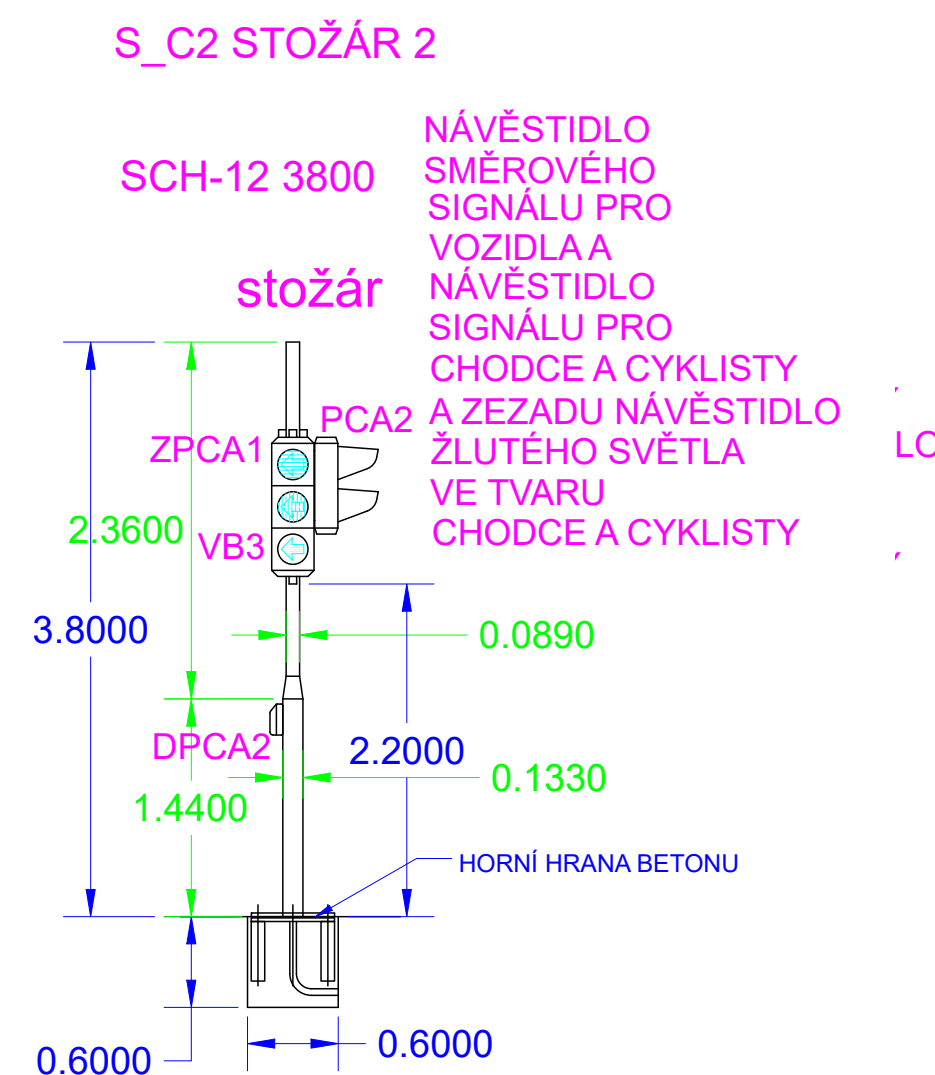 S_C2 STOŽÁR 2
SCH-12 3800
stožár
NÁVĚSTIDLO
SMĚROVÉHO
SIGNÁLU PRO
VOZIDLA A
NÁVĚSTIDLO
SIGNÁLU PRO
CHODCE A CYKLISTY
A ZEZADU NÁVĚSTIDLO
ŽLUTÉHO SVĚTLA
VE TVARU
CHODCE A CYKLISTY
LO
PCA2
ZPCA1
2.3600
VB3
3.8000
0.0890
DPCA2
2.2000
0.1330
1.4400
HORNÍ HRANA BETONU
0.6000
0.6000